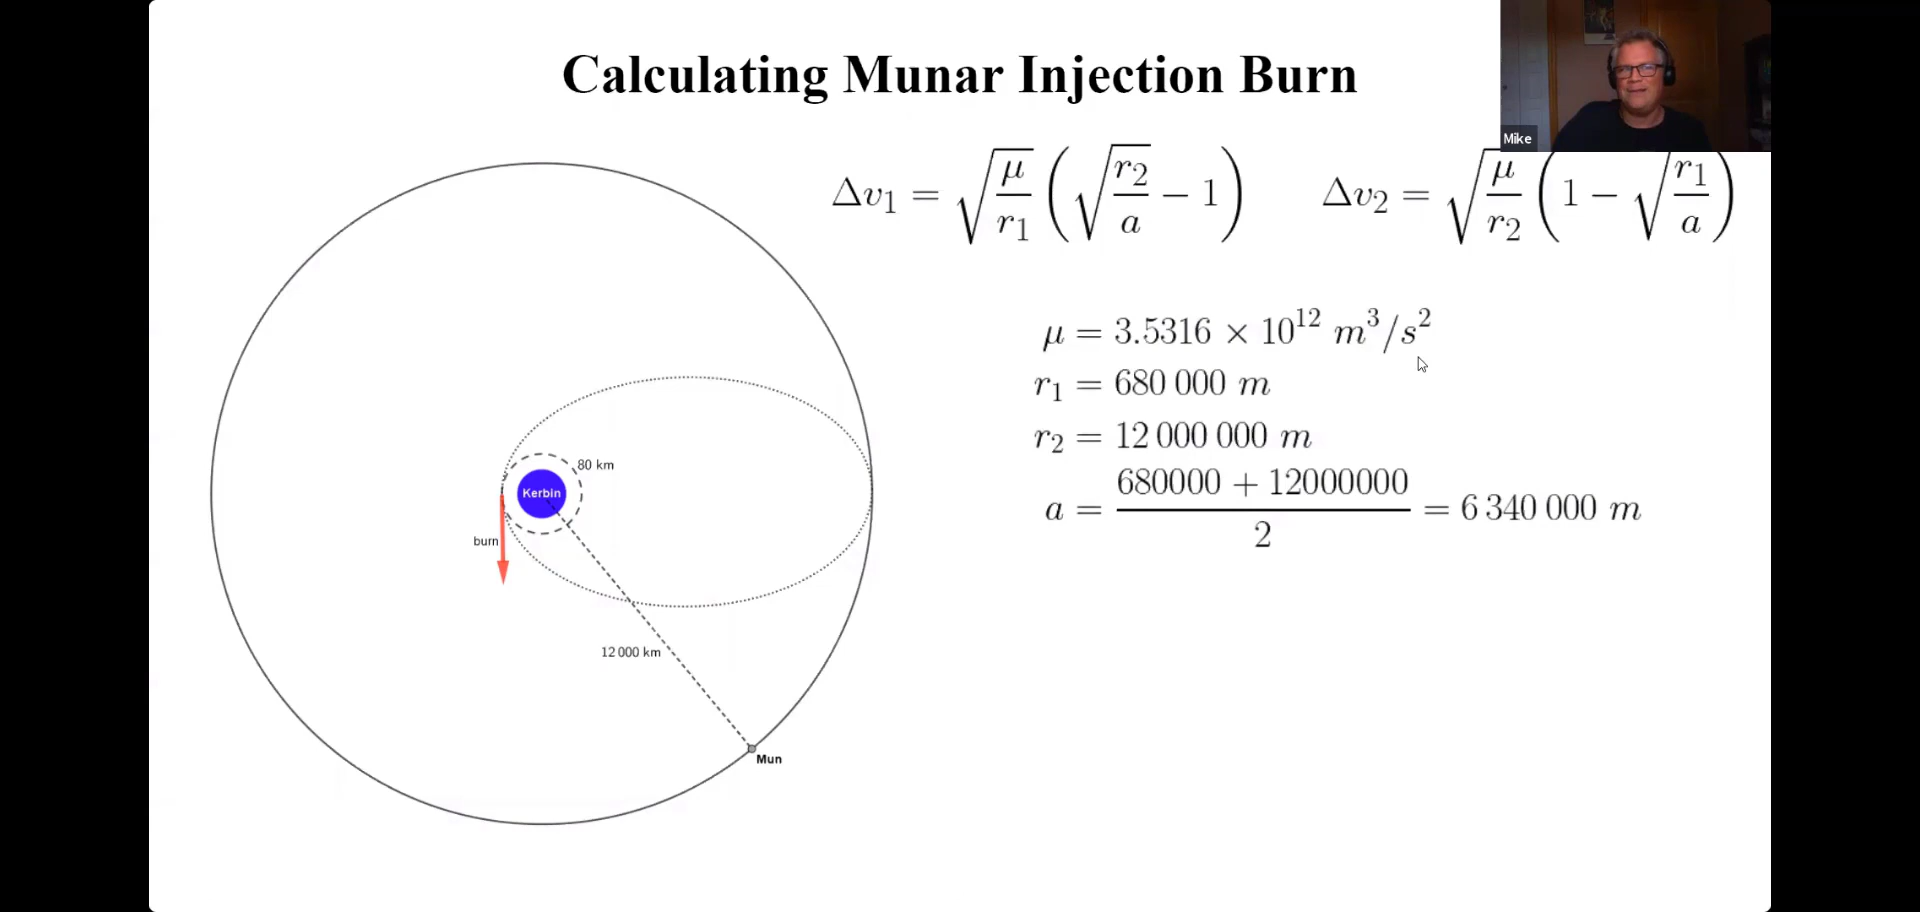 Calculating Munar Injection Burn
Mike
Δv₁ = √(μ/r₁) (√(r₂/a) − 1)
Δv₂ = √(μ/r₂) (1 − √(r₁/a))
μ = 3.5316 × 10¹² m³/s²
r₁ = 680 000 m
r₂ = 12 000 000 m
a = (680000 + 12000000)/2 = 6 340 000 m
80 km
Kerbin
burn
12 000 km
Mun